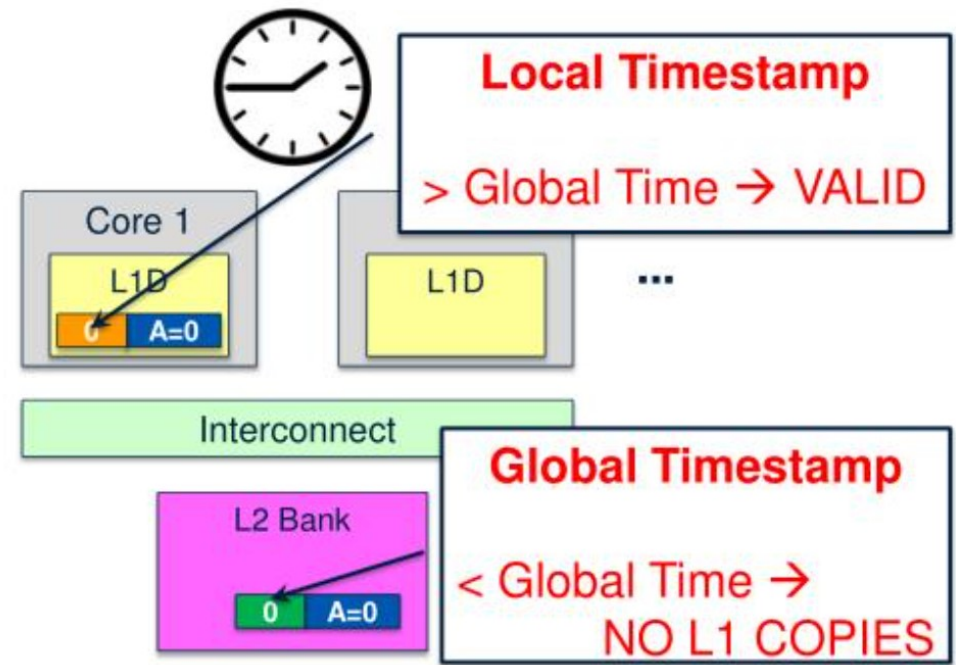 Local Timestamp
> Global Time → VALID
Core 1
L1D
0 A=0
L1D
...
Interconnect
Global Timestamp
< Global Time →
NO L1 COPIES
L2 Bank
0 A=0